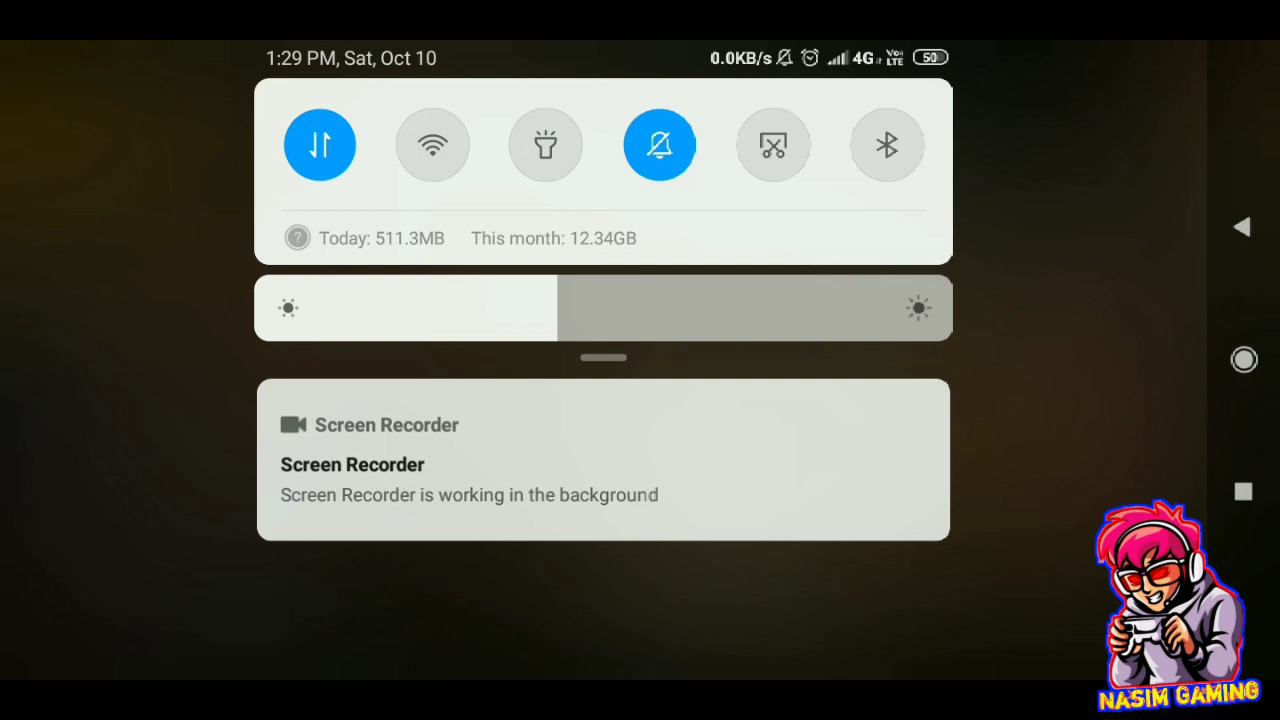 1:29 PM, Sat, Oct 10
0.0KB/s 4G Vo LTE 50
Today: 511.3MB This month: 12.34GB
Screen Recorder
Screen Recorder
Screen Recorder is working in the background
NASIM GAMING